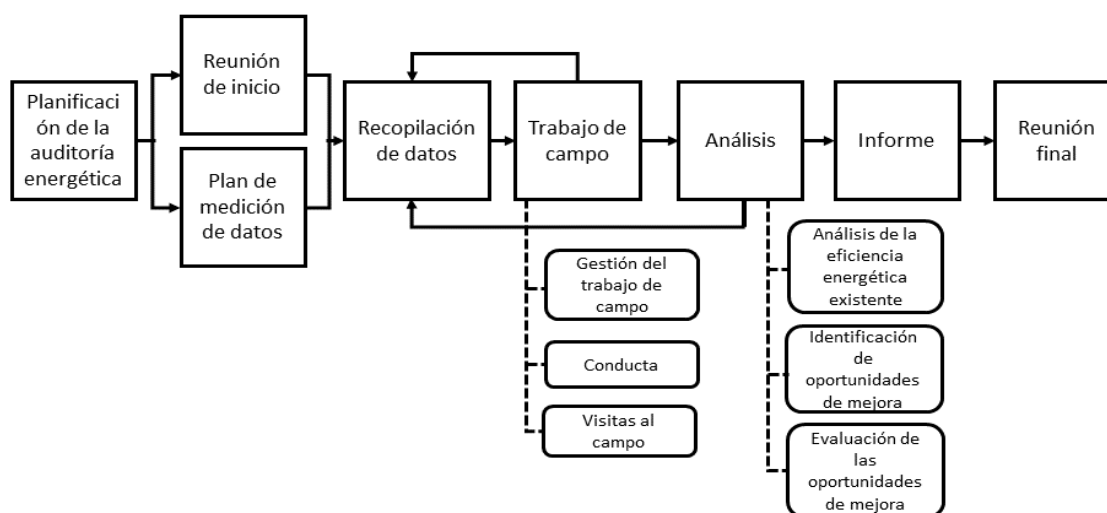 Planificaci
ón de la
auditoría
energética
Reunión
de inicio
Plan de
medición
de datos
Recopilación
de datos
Trabajo de
campo
Análisis
Informe
Reunión
final
Gestión del
trabajo de
campo
Conducta
Visitas al
campo
Análisis de la
eficiencia
energética
existente
Identificación
de
oportunidades
de mejora
Evaluación de
las
oportunidades
de mejora